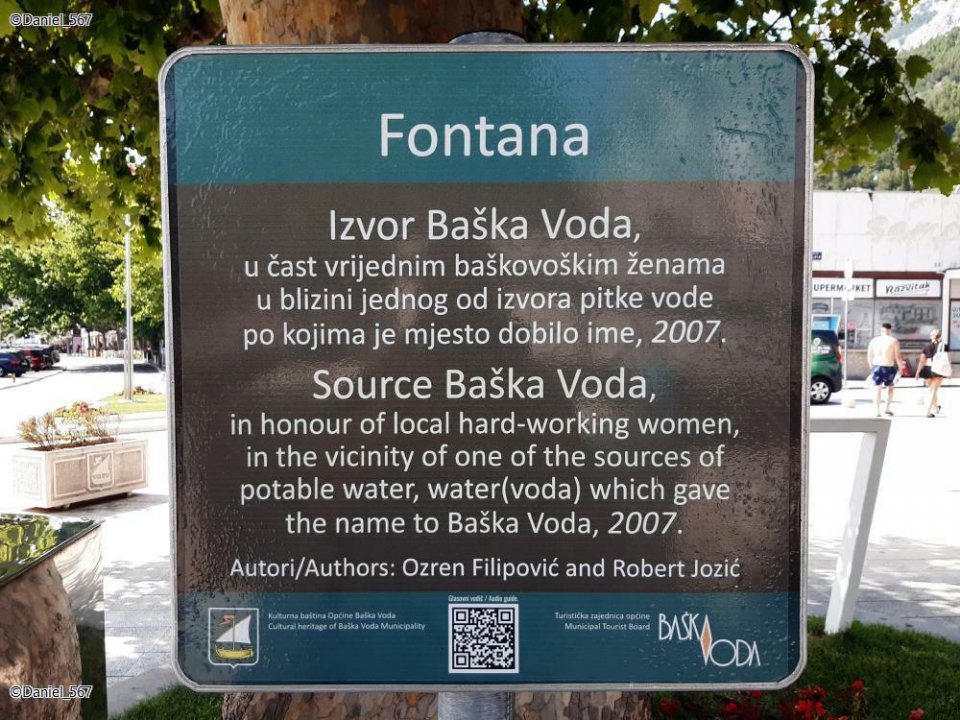 ©Daniel_567
Fontana
Izvor Baška Voda,
u čast vrijednim baškovoškim ženama
u blizini jednog od izvora pitke vode
po kojima je mjesto dobilo ime, 2007.
Source Baška Voda,
in honour of local hard-working women,
in the vicinity of one of the sources of
potable water, water(voda) which gave
the name to Baška Voda, 2007.
Autori/Authors: Ozren Filipović and Robert Jozić
Glasovni vodič / Audio guide
Kulturna baština Općine Baška Voda
Cultural heritage of Baška Voda Municipality
Turistička zajednica općine
Municipal Tourist Board
BAŠKA VODA
UPERMARKET
Razvitak
©Daniel_567